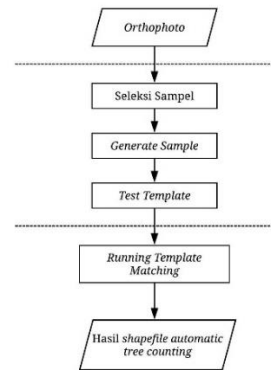 Orthophoto
Seleksi Sampel
Generate Sample
Test Template
Running Template
Matching
Hasil shapefile automatic
tree counting